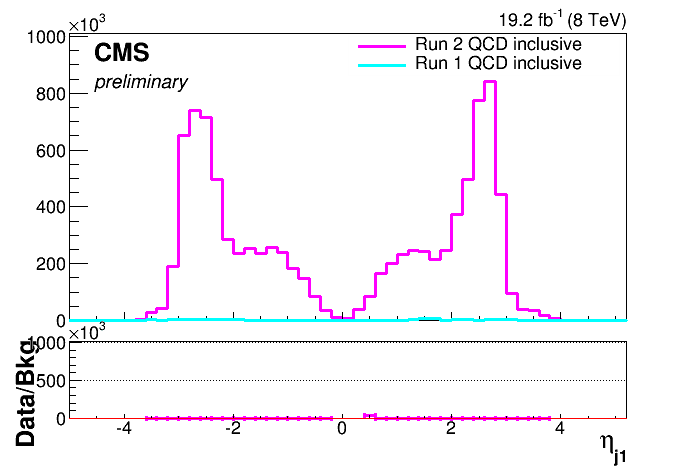 ×10³ 19.2 fb⁻¹ (8 TeV)
1000
CMS
preliminary
Run 2 QCD inclusive
Run 1 QCD inclusive
800
600
400
200
0
×10³
Data/Bkg.
1000
500
0
-4 -2 0 2 4
η_j1